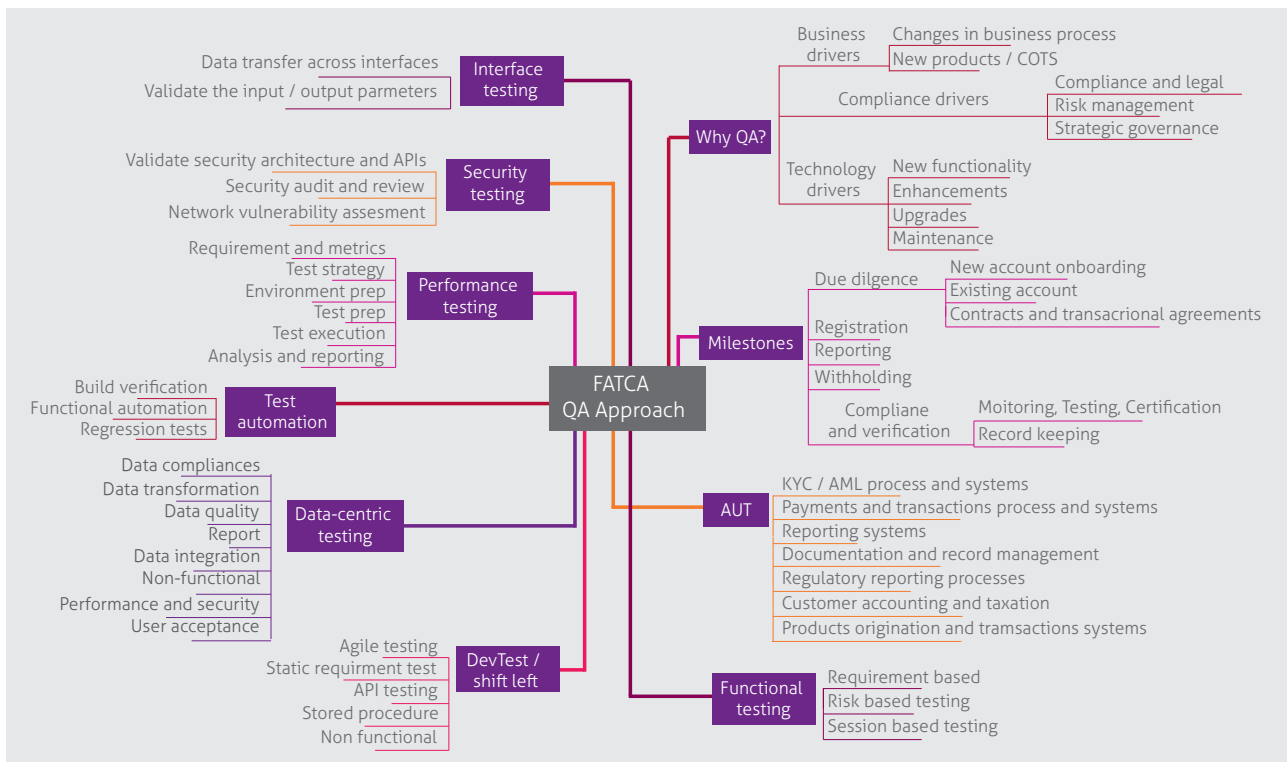 Data transfer across interfaces
Validate the input / output parmeters
Interface
testing
Validate security architecture and APIs
Security audit and review
Network vulnerability assesment
Security
testing
Requirement and metrics
Test strategy
Environment prep
Test prep
Test execution
Analysis and reporting
Performance
testing
Build verification
Functional automation
Regression tests
Test
automation
Data compliances
Data transformation
Data quality
Report
Data integration
Non-functional
Performance and security
User acceptance
Data-centric
testing
Agile testing
Static requirment test
API testing
Stored procedure
Non functional
DevTest /
shift left
FATCA
QA Approach
Why QA?
Business
drivers
Changes in business process
New products / COTS
Compliance drivers
Compliance and legal
Risk management
Strategic governance
Technology
drivers
New functionality
Enhancements
Upgrades
Maintenance
Milestones
Due dilgence
New account onboarding
Existing account
Contracts and transacrional agreements
Registration
Reporting
Withholding
Compliane
and verification
Moitoring, Testing, Certification
Record keeping
AUT
KYC / AML process and systems
Payments and transactions process and systems
Reporting systems
Documentation and record management
Regulatory reporting processes
Customer accounting and taxation
Products origination and tramsactions systems
Functional
testing
Requirement based
Risk based testing
Session based testing